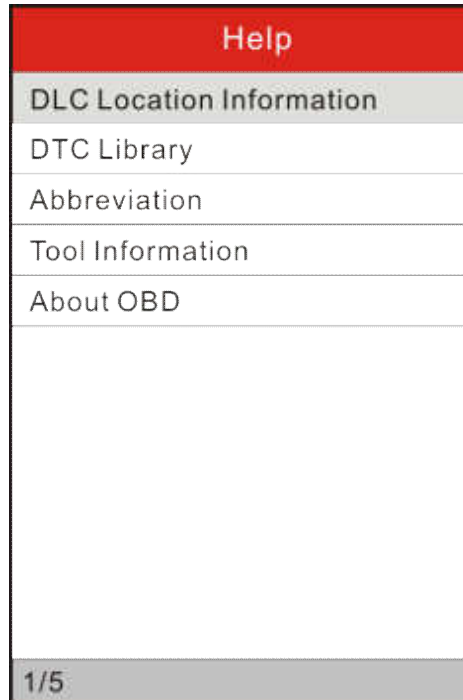 Help
DLC Location Information
DTC Library
Abbreviation
Tool Information
About OBD
1/5